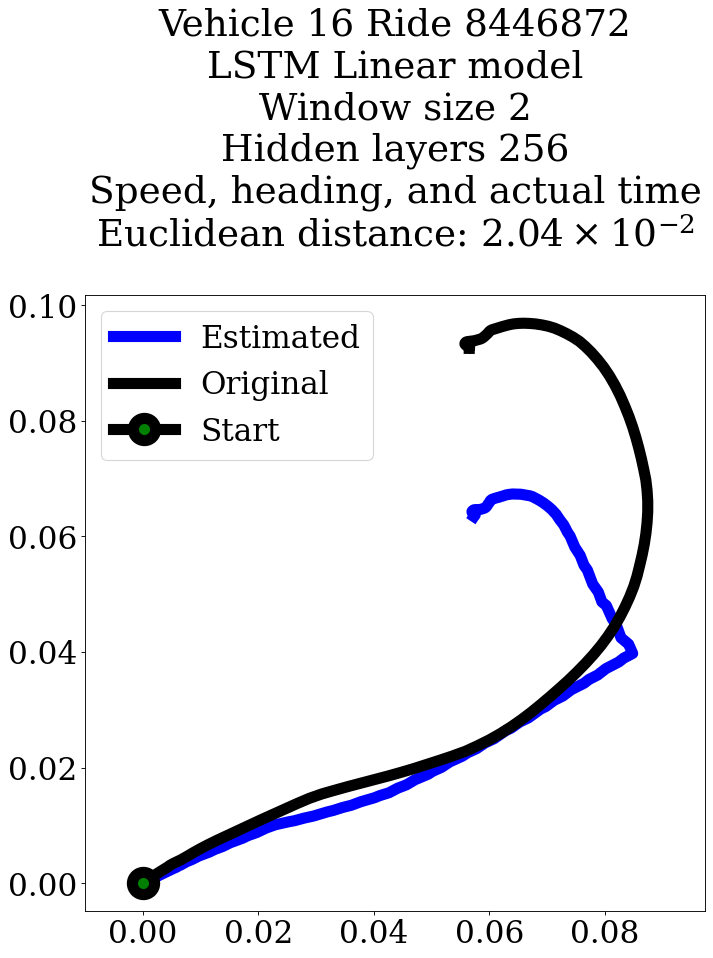 Vehicle 16 Ride 8446872
LSTM Linear model
Window size 2
Hidden layers 256
Speed, heading, and actual time
Euclidean distance: 2.04 × 10⁻²
Estimated
Original
Start
0.10
0.08
0.06
0.04
0.02
0.00
0.00 0.02 0.04 0.06 0.08